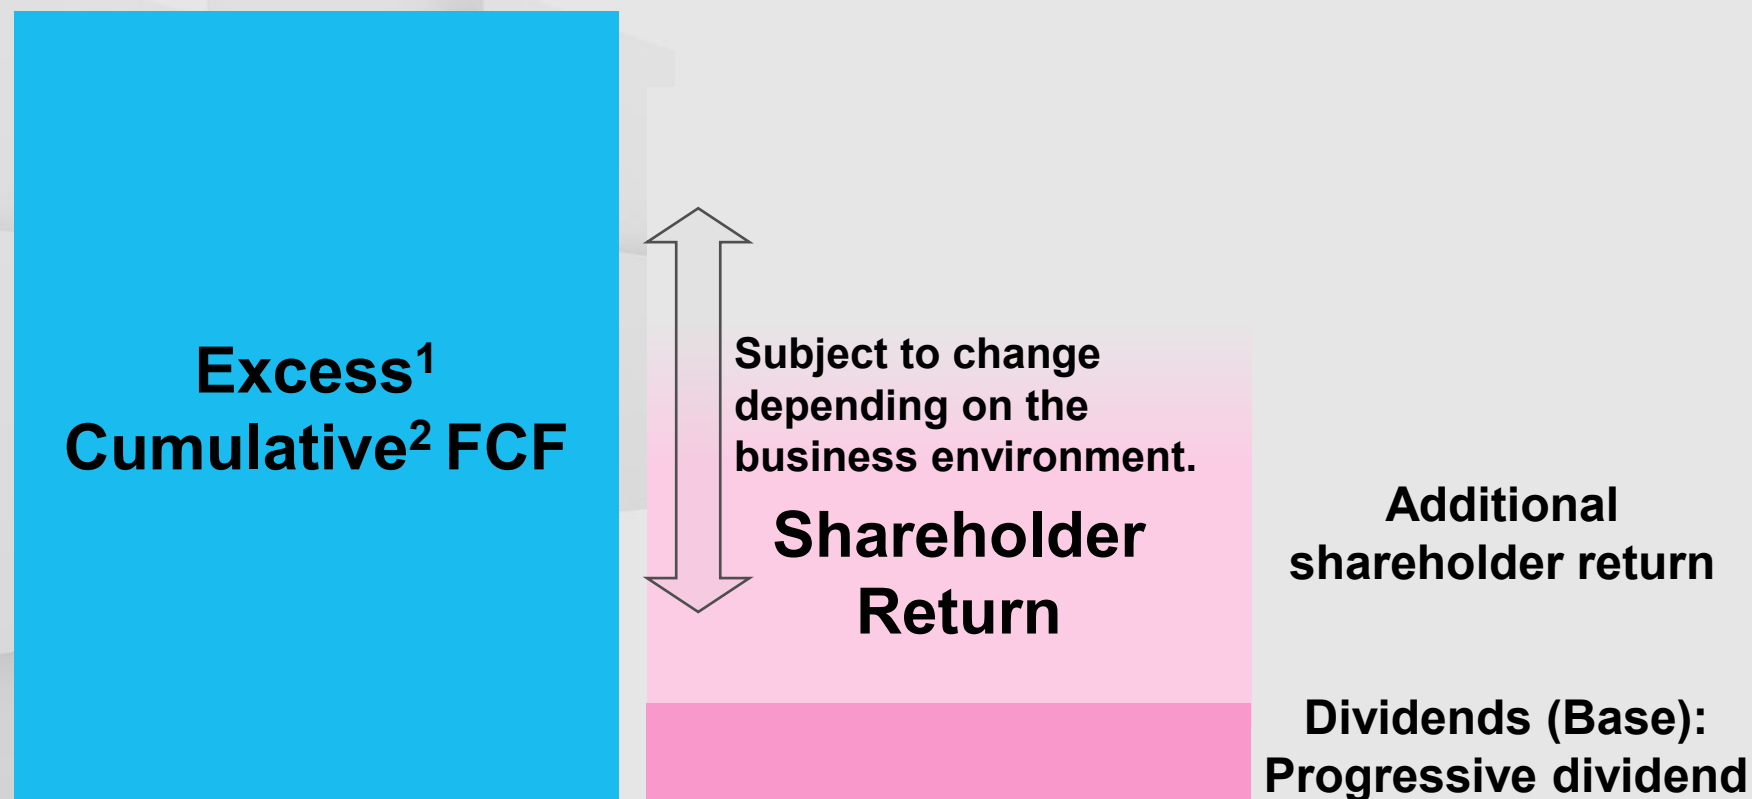 Excess¹
Cumulative² FCF
Subject to change
depending on the
business environment.
Shareholder
Return
Additional
shareholder return
Dividends (Base):
Progressive dividend